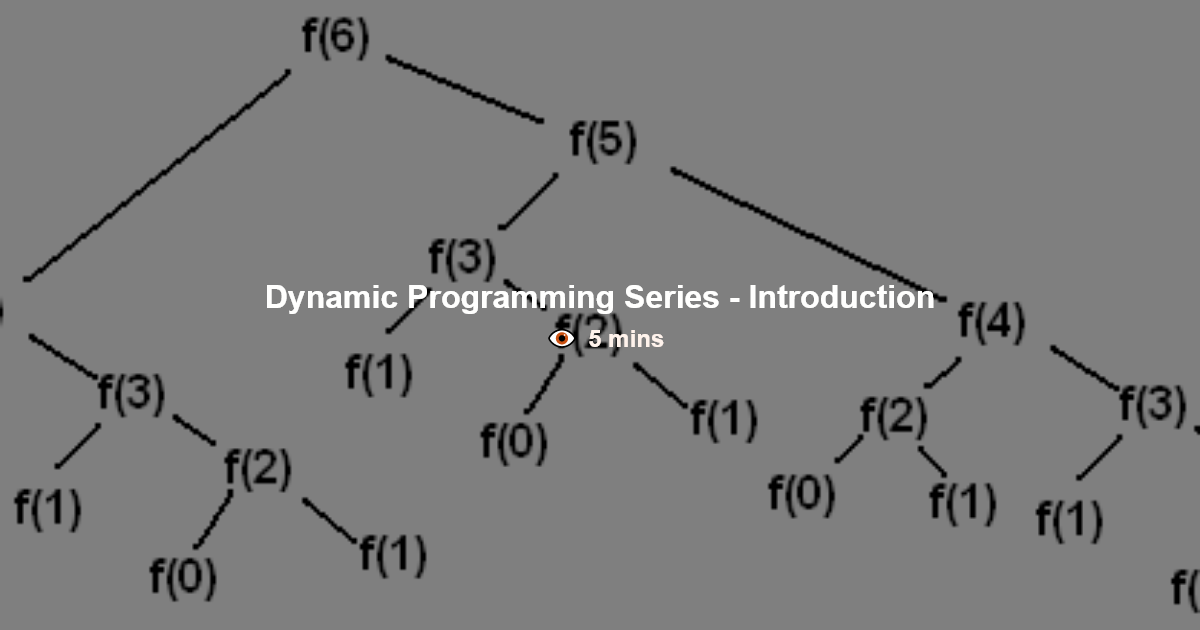 f(6)
f(5)
f(3)
Dynamic Programming Series - Introduction
f(2)
5 mins
f(4)
f(1)
f(3)
f(3)
f(2)
f(0)
f(1)
f(2)
f(1)
f(0)
f(1)
f(1)
f(0)
f(1)
f(